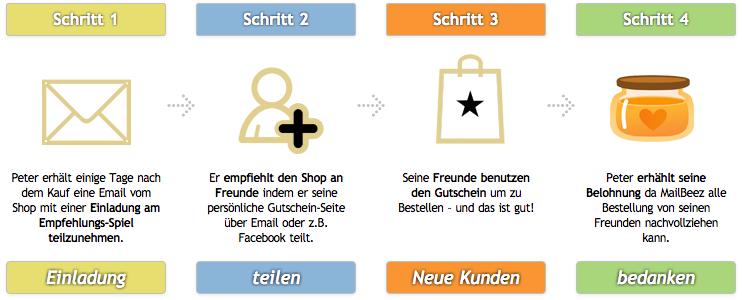 Schritt 1
Schritt 2
Schritt 3
Schritt 4
Peter erhält einige Tage nach
dem Kauf eine Email vom
Shop mit einer Einladung am
Empfehlungs-Spiel
teilzunehmen.
Er empfiehlt den Shop an
Freunde indem er seine
persönliche Gutschein-Seite
über Email oder z.B.
Facebook teilt.
Seine Freunde benutzen
den Gutschein um zu
Bestellen – und das ist gut!
Peter erhählt seine
Belohnung da MailBeez alle
Bestellung von seinen
Freunden nachvollziehen
kann.
Einladung
teilen
Neue Kunden
bedanken